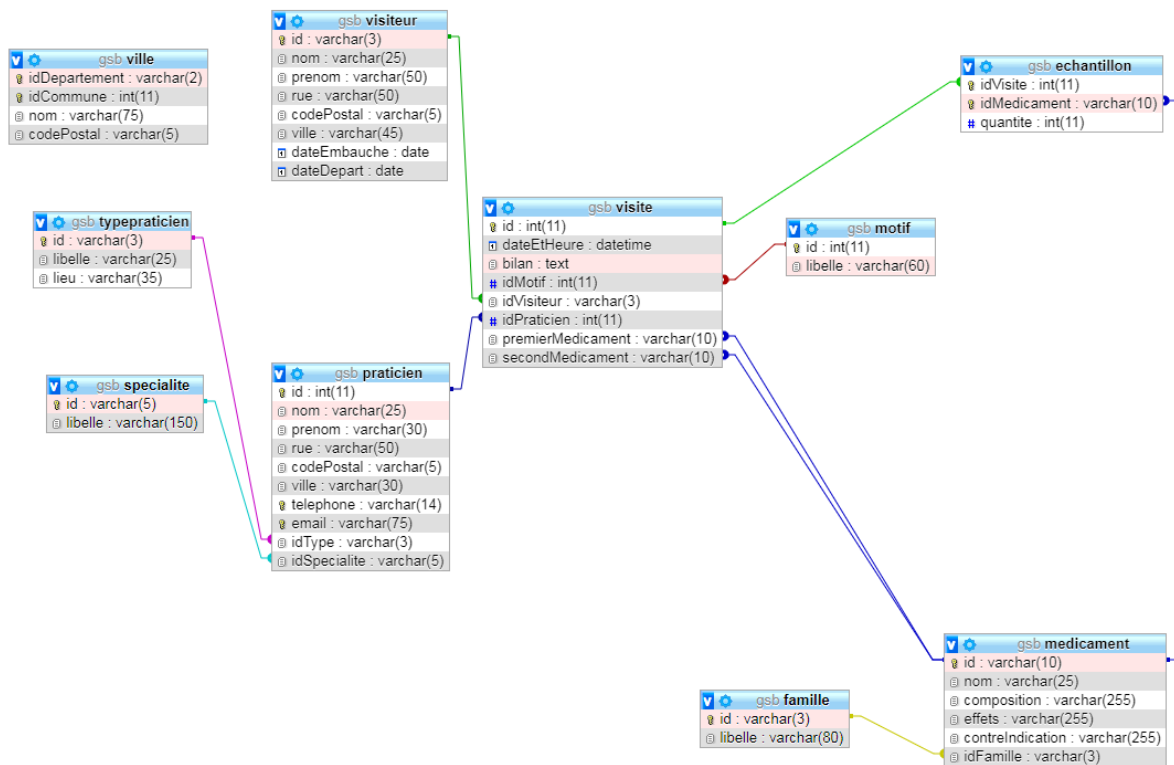 gsb ville
idDepartement : varchar(2)
idCommune : int(11)
nom : varchar(75)
codePostal : varchar(5)
gsb visiteur
id : varchar(3)
nom : varchar(25)
prenom : varchar(50)
rue : varchar(50)
codePostal : varchar(5)
ville : varchar(45)
dateEmbauche : date
dateDepart : date
gsb echantillon
idVisite : int(11)
idMedicament : varchar(10)
quantite : int(11)
gsb typepraticien
id : varchar(3)
libelle : varchar(25)
lieu : varchar(35)
gsb visite
id : int(11)
dateEtHeure : datetime
bilan : text
idMotif : int(11)
idVisiteur : varchar(3)
idPraticien : int(11)
premierMedicament : varchar(10)
secondMedicament : varchar(10)
gsb motif
id : int(11)
libelle : varchar(60)
gsb specialite
id : varchar(5)
libelle : varchar(150)
gsb praticien
id : int(11)
nom : varchar(25)
prenom : varchar(30)
rue : varchar(50)
codePostal : varchar(5)
ville : varchar(30)
telephone : varchar(14)
email : varchar(75)
idType : varchar(3)
idSpecialite : varchar(5)
gsb famille
id : varchar(3)
libelle : varchar(80)
gsb medicament
id : varchar(10)
nom : varchar(25)
composition : varchar(255)
effets : varchar(255)
contreIndication : varchar(255)
idFamille : varchar(3)